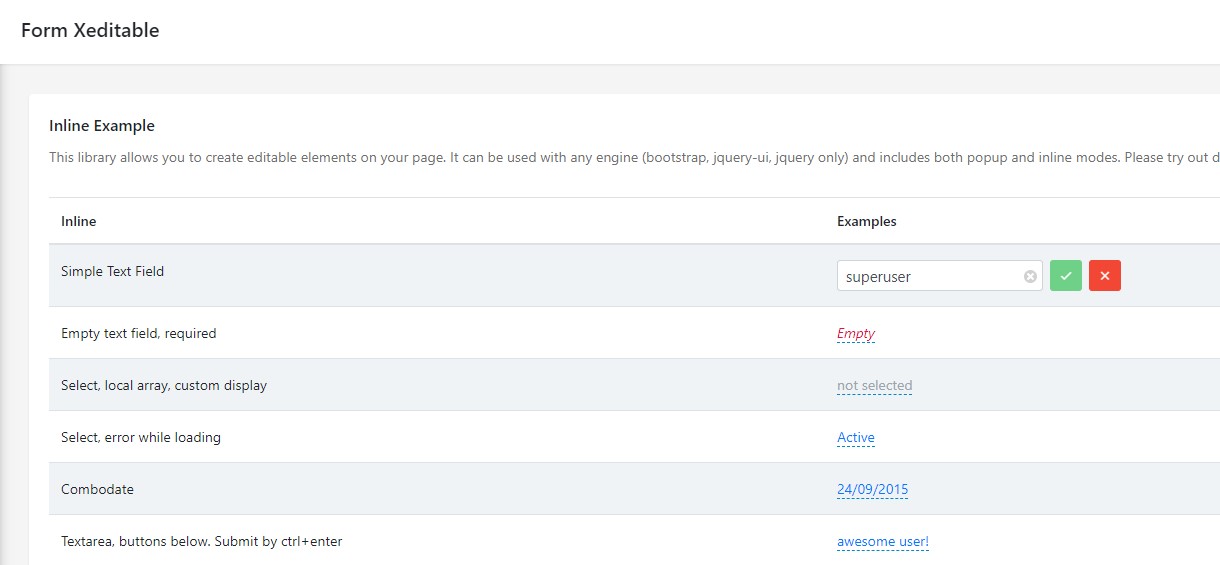 Form Xeditable
Inline Example
This library allows you to create editable elements on your page. It can be used with any engine (bootstrap, jquery-ui, jquery only) and includes both popup and inline modes. Please try out d
Inline Examples
Simple Text Field superuser
Empty text field, required Empty
Select, local array, custom display not selected
Select, error while loading Active
Combodate 24/09/2015
Textarea, buttons below. Submit by ctrl+enter awesome user!